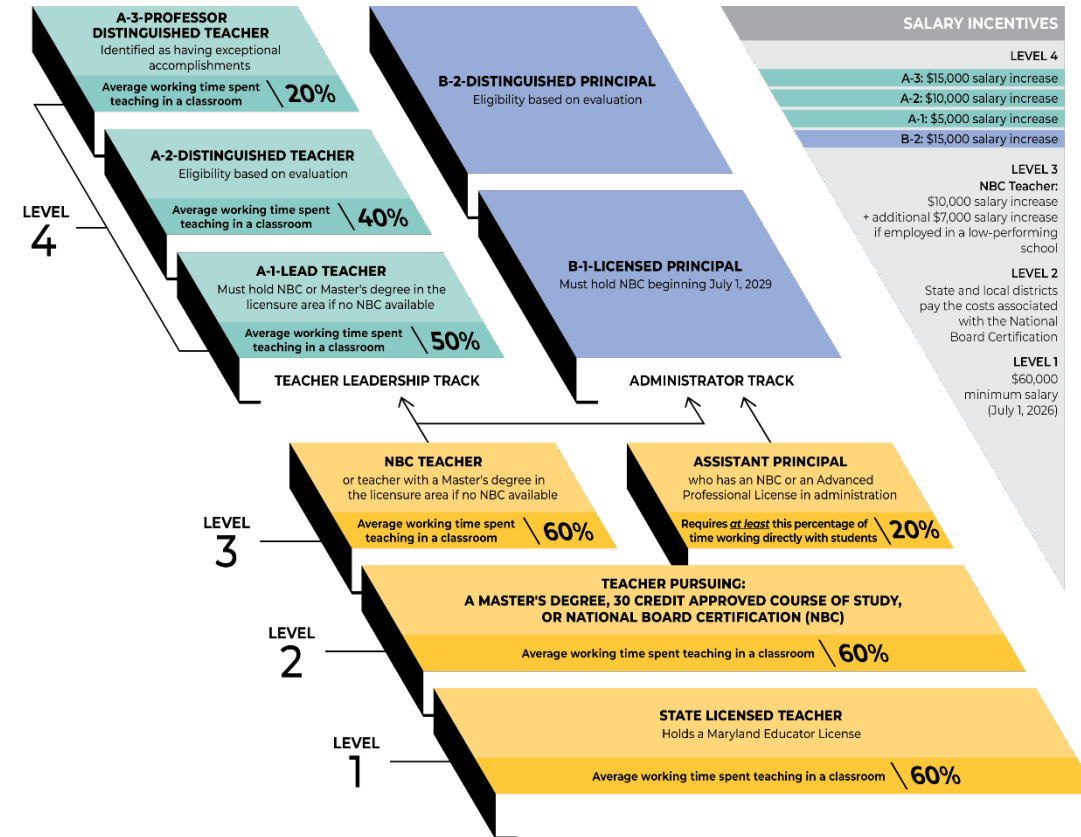 A-3-PROFESSOR
DISTINGUISHED TEACHER
Identified as having exceptional
accomplishments
Average working time spent
teaching in a classroom
20%
A-2-DISTINGUISHED TEACHER
Eligibility based on evaluation
Average working time spent
teaching in a classroom
40%
A-1-LEAD TEACHER
Must hold NBC or Master's degree in the
licensure area if no NBC available
Average working time spent
teaching in a classroom
50%
LEVEL
4
TEACHER LEADERSHIP TRACK
B-2-DISTINGUISHED PRINCIPAL
Eligibility based on evaluation
B-1-LICENSED PRINCIPAL
Must hold NBC beginning July 1, 2029
ADMINISTRATOR TRACK
SALARY INCENTIVES
LEVEL 4
A-3: $15,000 salary increase
A-2: $10,000 salary increase
A-1: $5,000 salary increase
B-2: $15,000 salary increase
LEVEL 3
NBC Teacher:
$10,000 salary increase
+ additional $7,000 salary increase
if employed in a low-performing
school
LEVEL 2
State and local districts
pay the costs associated
with the National
Board Certification
LEVEL 1
$60,000
minimum salary
(July 1, 2026)
NBC TEACHER
or teacher with a Master's degree in
the licensure area if no NBC available
Average working time spent
teaching in a classroom
60%
ASSISTANT PRINCIPAL
who has an NBC or an Advanced
Professional License in administration
Requires at least this percentage of
time working directly with students
20%
LEVEL
3
TEACHER PURSUING:
A MASTER'S DEGREE, 30 CREDIT APPROVED COURSE OF STUDY,
OR NATIONAL BOARD CERTIFICATION (NBC)
Average working time spent teaching in a classroom 60%
LEVEL
2
STATE LICENSED TEACHER
Holds a Maryland Educator License
Average working time spent teaching in a classroom 60%
LEVEL
1